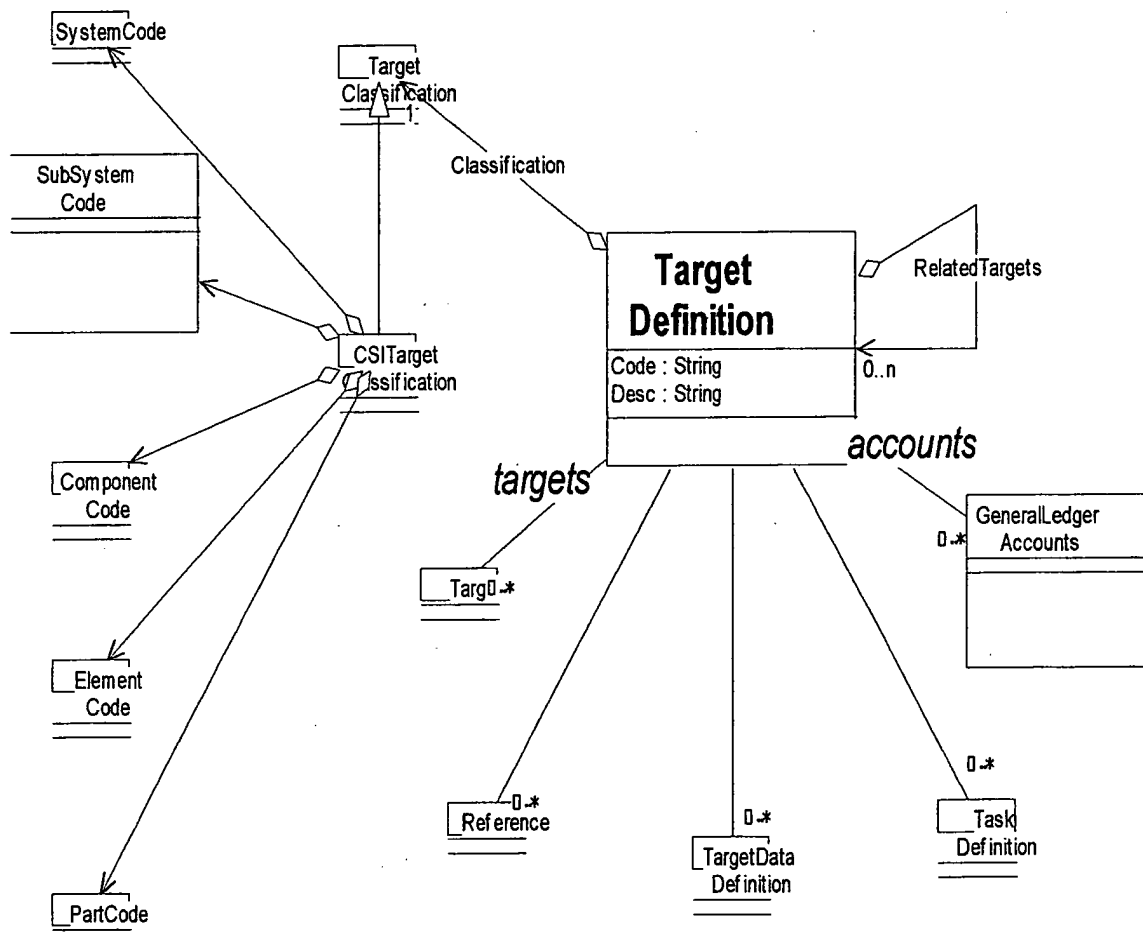 SystemCode
Target
Classification
1
Classification
SubSystem
Code
Target
Definition
Code : String
Desc : String
RelatedTargets
0..n
CSITarget
assification
accounts
targets
GeneralLedger
Accounts
0..*
Component
Code
Targ 0..*
Element
Code
0..*
Reference
0..*
TargetData
Definition
0..*
Task
Definition
PartCode